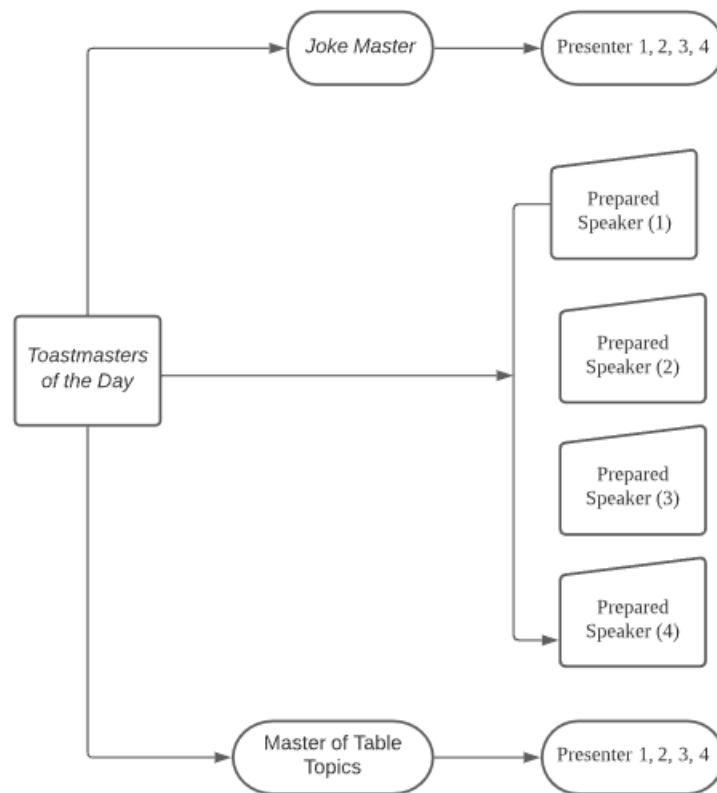 Joke Master
Presenter 1, 2, 3, 4
Prepared
Speaker (1)
Toastmasters
of the Day
Prepared
Speaker (2)
Prepared
Speaker (3)
Prepared
Speaker (4)
Master of Table
Topics
Presenter 1, 2, 3, 4